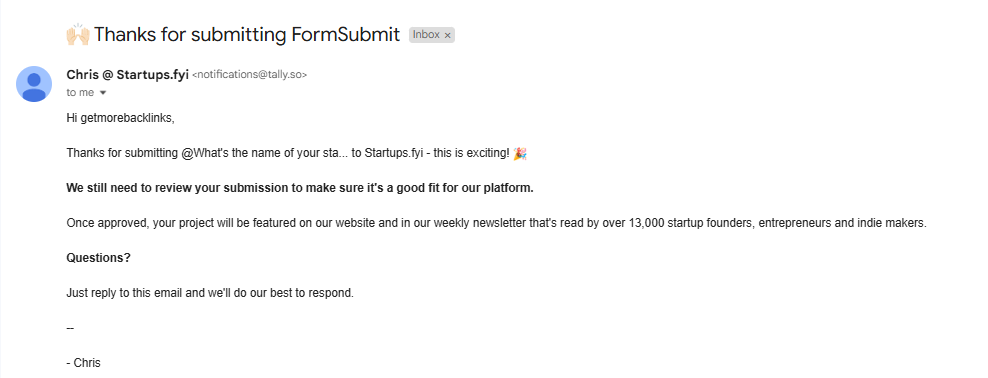 🙌🏻 Thanks for submitting FormSubmit Inbox ×
Chris @ Startups.fyi <notifications@tally.so>
to me
Hi getmorebacklinks,
Thanks for submitting @What's the name of your sta... to Startups.fyi - this is exciting! 🎉
We still need to review your submission to make sure it's a good fit for our platform.
Once approved, your project will be featured on our website and in our weekly newsletter that's read by over 13,000 startup founders, entrepreneurs and indie makers.
Questions?
Just reply to this email and we'll do our best to respond.
--
- Chris